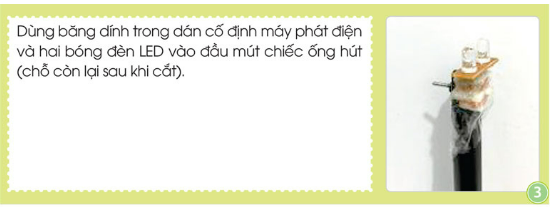 Dùng băng dính trong dán cố định máy phát điện
và hai bóng đèn LED vào đầu mút chiếc ống hút
(chỗ còn lại sau khi cắt).
3